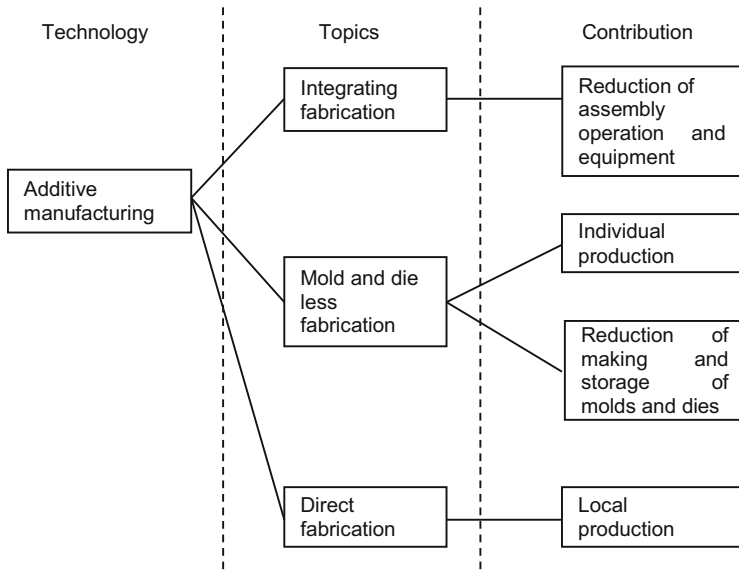 Technology
Topics
Contribution
Additive
manufacturing
Integrating
fabrication
Mold and die
less
fabrication
Direct
fabrication
Reduction of
assembly
operation and
equipment
Individual
production
Reduction of
making and
storage of
molds and dies
Local
production